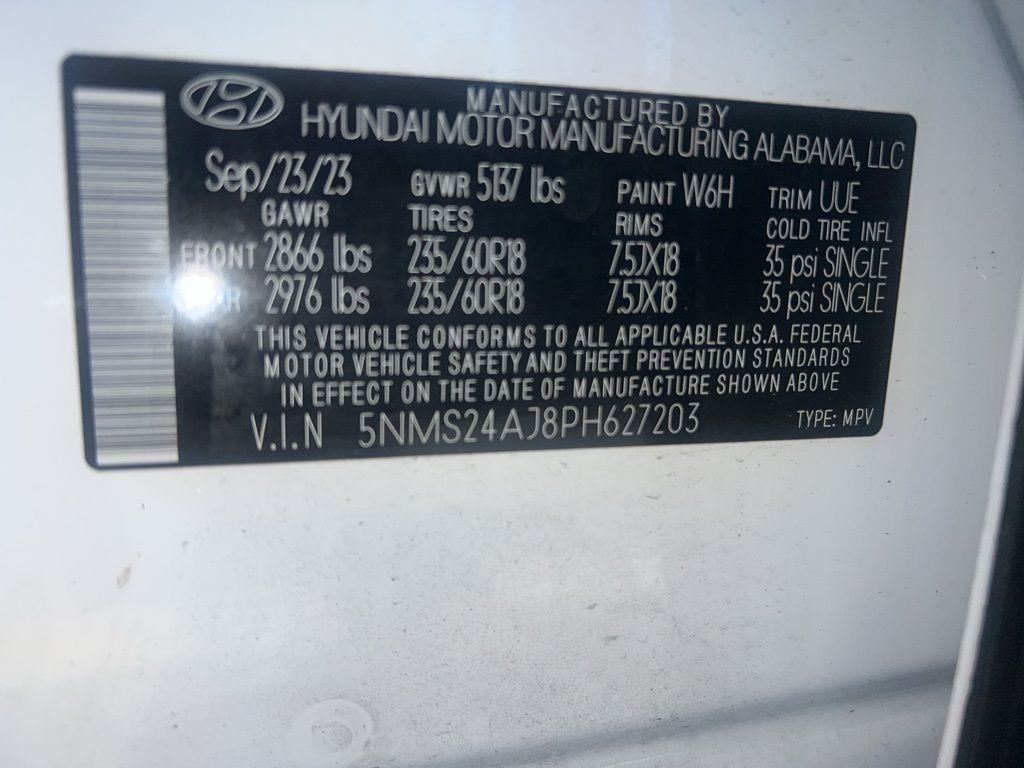 MANUFACTURED BY
HYUNDAI MOTOR MANUFACTURING ALABAMA, LLC
Sep/23/23 GVWR 5137 lbs PAINT W6H TRIM UUE
GAWR TIRES RIMS COLD TIRE INFL
FRONT 2866 lbs 235/60R18 7.5JX18 35 psi SINGLE
2976 lbs 235/60R18 7.5JX18 35 psi SINGLE
THIS VEHICLE CONFORMS TO ALL APPLICABLE U.S.A. FEDERAL
MOTOR VEHICLE SAFETY AND THEFT PREVENTION STANDARDS
IN EFFECT ON THE DATE OF MANUFACTURE SHOWN ABOVE
V.I.N 5NMS24AJ8PH627203 TYPE: MPV